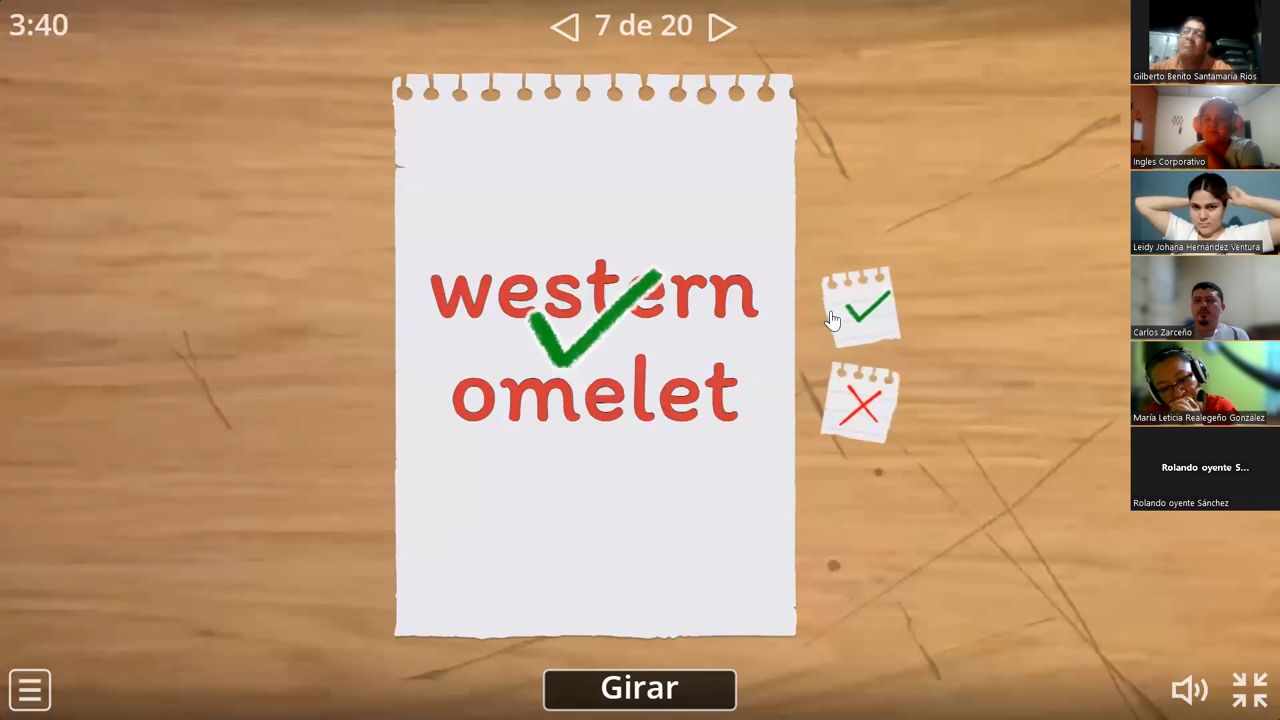 3:40
7 de 20
western
omelet
Girar
Gilberto Benito Santamaria Rios
Ingles Corporativo
Leidy Johana Hernández Ventura
Carlos Zarceño
María Leticia Realegeño González
Rolando oyente S...
Rolando oyente Sánchez